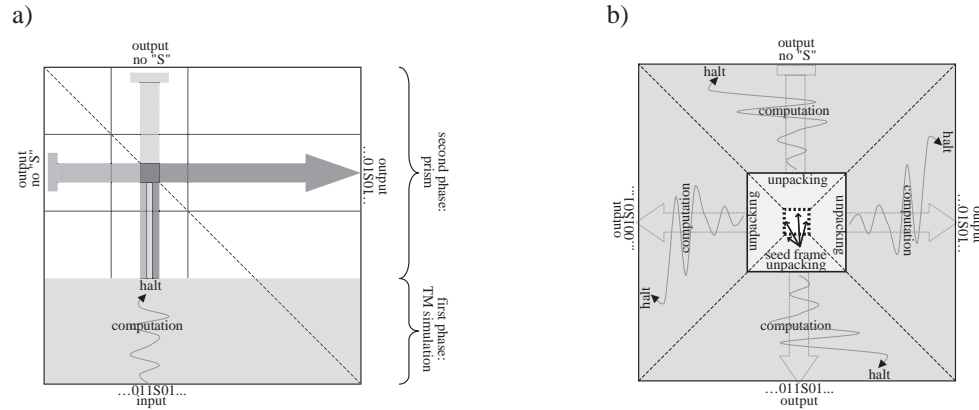 a)
output
no "S"
output
no "S"
output
...01S01...
second phase:
prism
halt
computation
first phase:
TM simulation
...011S01...
input
b)
output
no "S"
halt
computation
unpacking
output
...001S01...
computation
unpacking
halt
seed frame
unpacking
unpacking
computation
halt
output
...01S01...
computation
halt
...011S01...
output